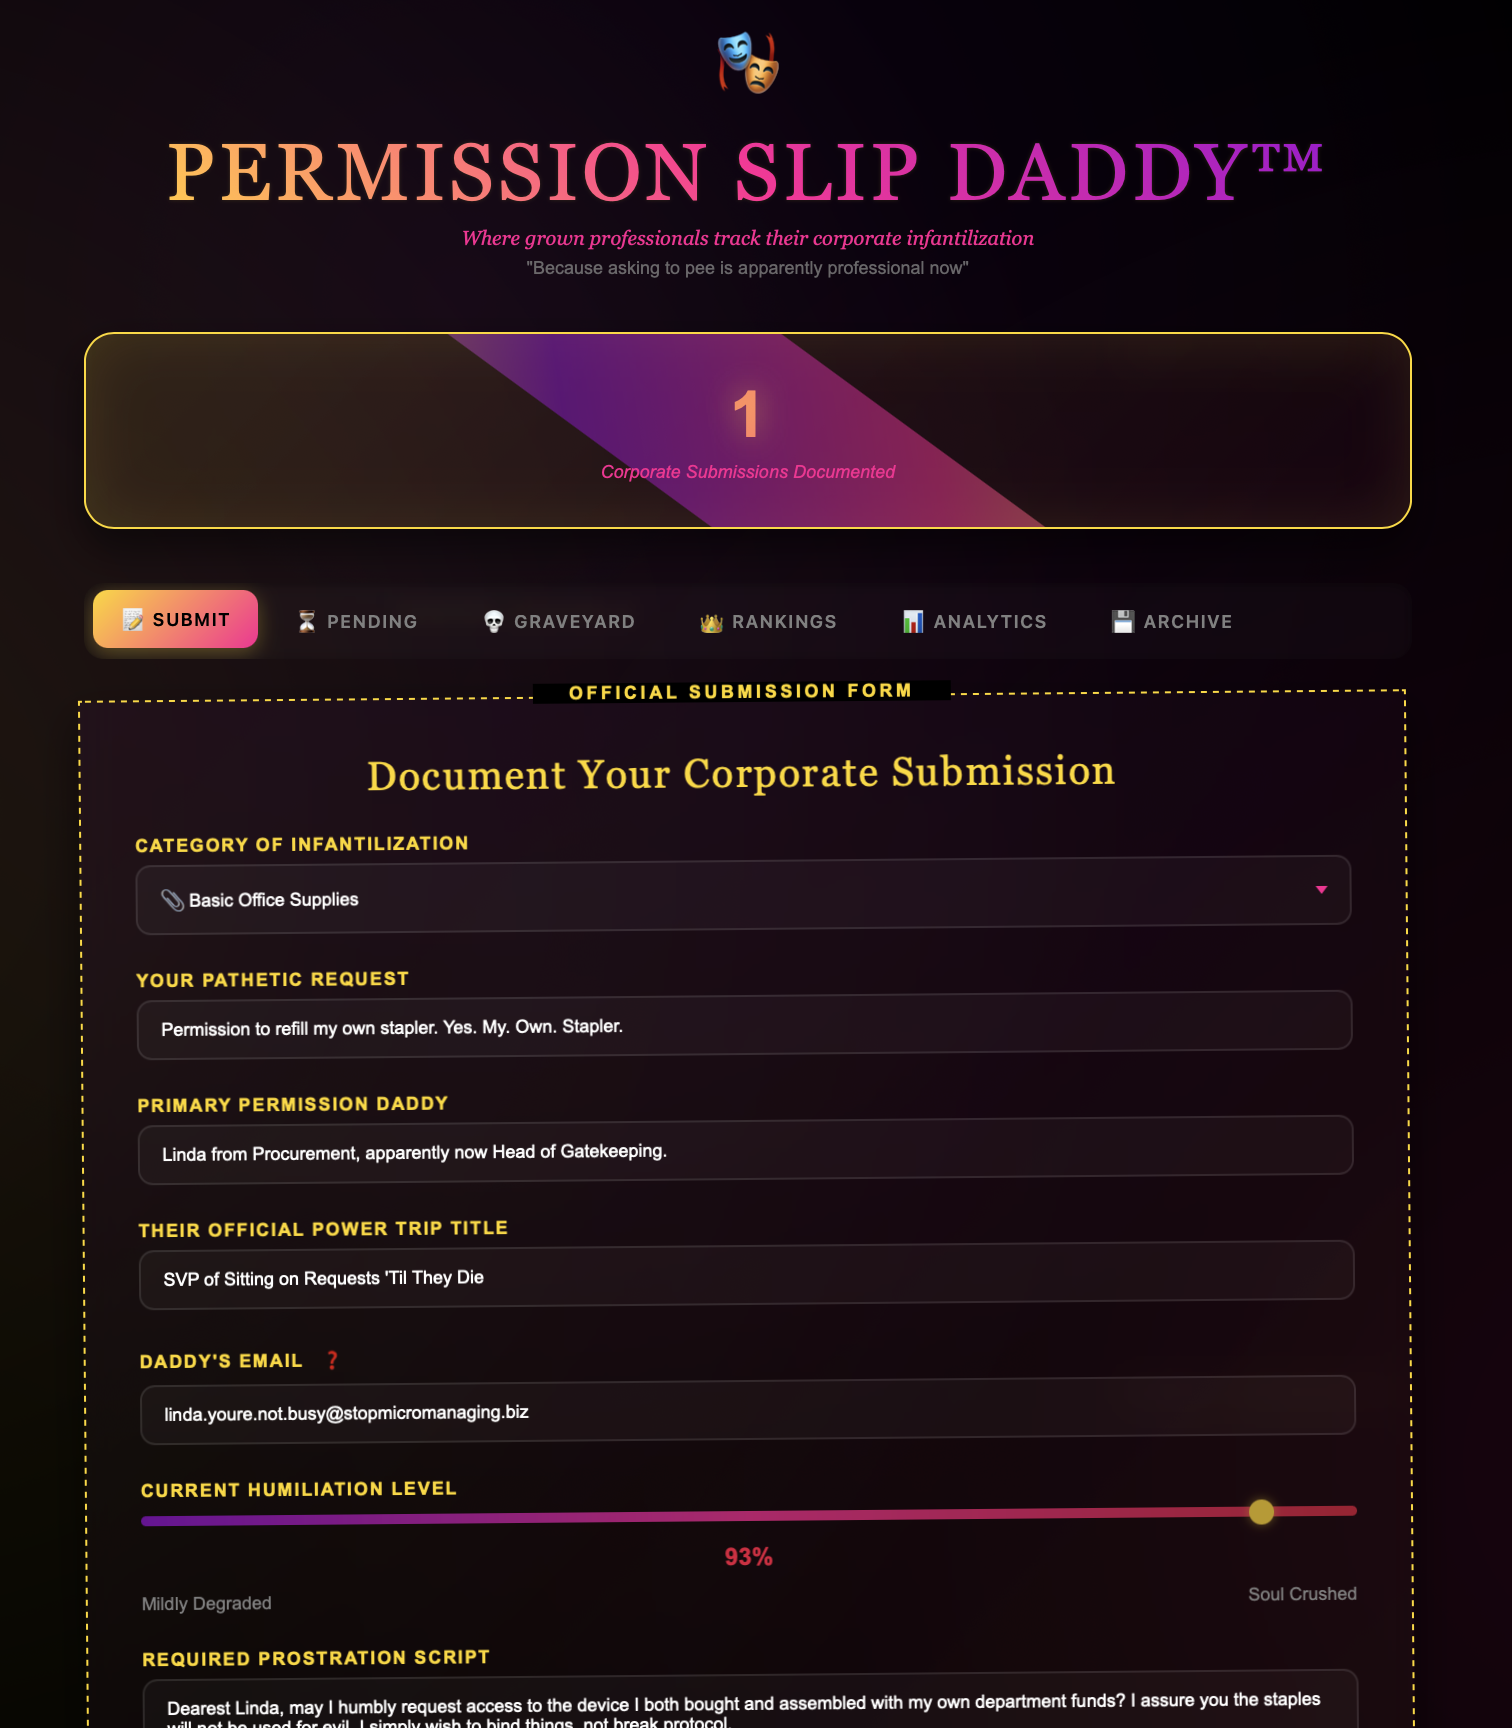 PERMISSION SLIP DADDY™
Where grown professionals track their corporate infantilization
"Because asking to pee is apparently professional now"
1
Corporate Submissions Documented
SUBMIT PENDING GRAVEYARD RANKINGS ANALYTICS ARCHIVE
OFFICIAL SUBMISSION FORM
Document Your Corporate Submission
CATEGORY OF INFANTILIZATION
Basic Office Supplies
YOUR PATHETIC REQUEST
Permission to refill my own stapler. Yes. My. Own. Stapler.
PRIMARY PERMISSION DADDY
Linda from Procurement, apparently now Head of Gatekeeping.
THEIR OFFICIAL POWER TRIP TITLE
SVP of Sitting on Requests 'Til They Die
DADDY'S EMAIL ❓
linda.youre.not.busy@stopmicromanaging.biz
CURRENT HUMILIATION LEVEL
93%
Mildly Degraded Soul Crushed
REQUIRED PROSTRATION SCRIPT
Dearest Linda, may I humbly request access to the device I both bought and assembled with my own department funds? I assure you the staples
will not be used for evil. I simply wish to bind things, not break protocol.